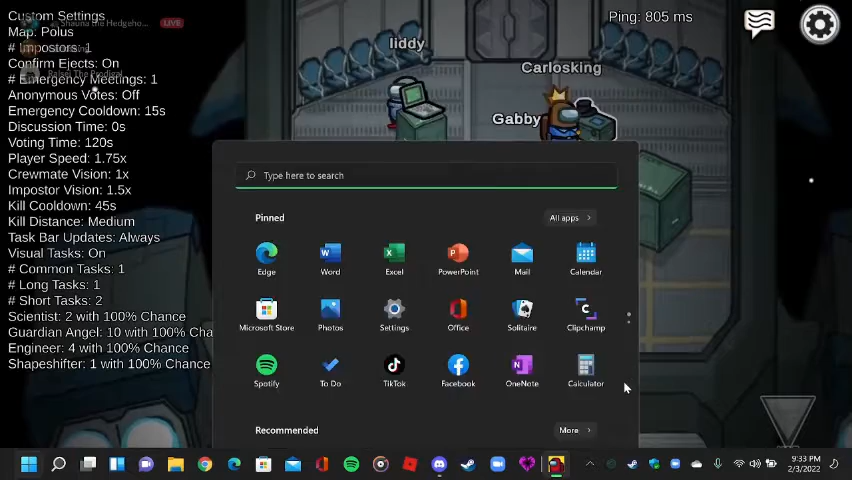 Custom Settings
Map: Polus
# Impostors: 1
Confirm Ejects: On
# Emergency Meetings: 1
Anonymous Votes: Off
Emergency Cooldown: 15s
Discussion Time: 0s
Voting Time: 120s
Player Speed: 1.75x
Crewmate Vision: 1x
Impostor Vision: 1.5x
Kill Cooldown: 45s
Kill Distance: Medium
Task Bar Updates: Always
Visual Tasks: On
# Common Tasks: 1
# Long Tasks: 1
# Short Tasks: 2
Scientist: 2 with 100% Chance
Guardian Angel: 10 with 100% Cha
Engineer: 4 with 100% Chance
Shapeshifter: 1 with 100% Chance
Shauna the Hedgeho...
LIVE
Ralsei The Prodigal
Ping: 805 ms
liddy
Carlosking
Gabby
Type here to search
Pinned
All apps
Edge
Word
Excel
PowerPoint
Mail
Calendar
Microsoft Store
Photos
Settings
Office
Solitaire
Clipchamp
Spotify
To Do
TikTok
Facebook
OneNote
Calculator
Recommended
More
9:33 PM
2/3/2022